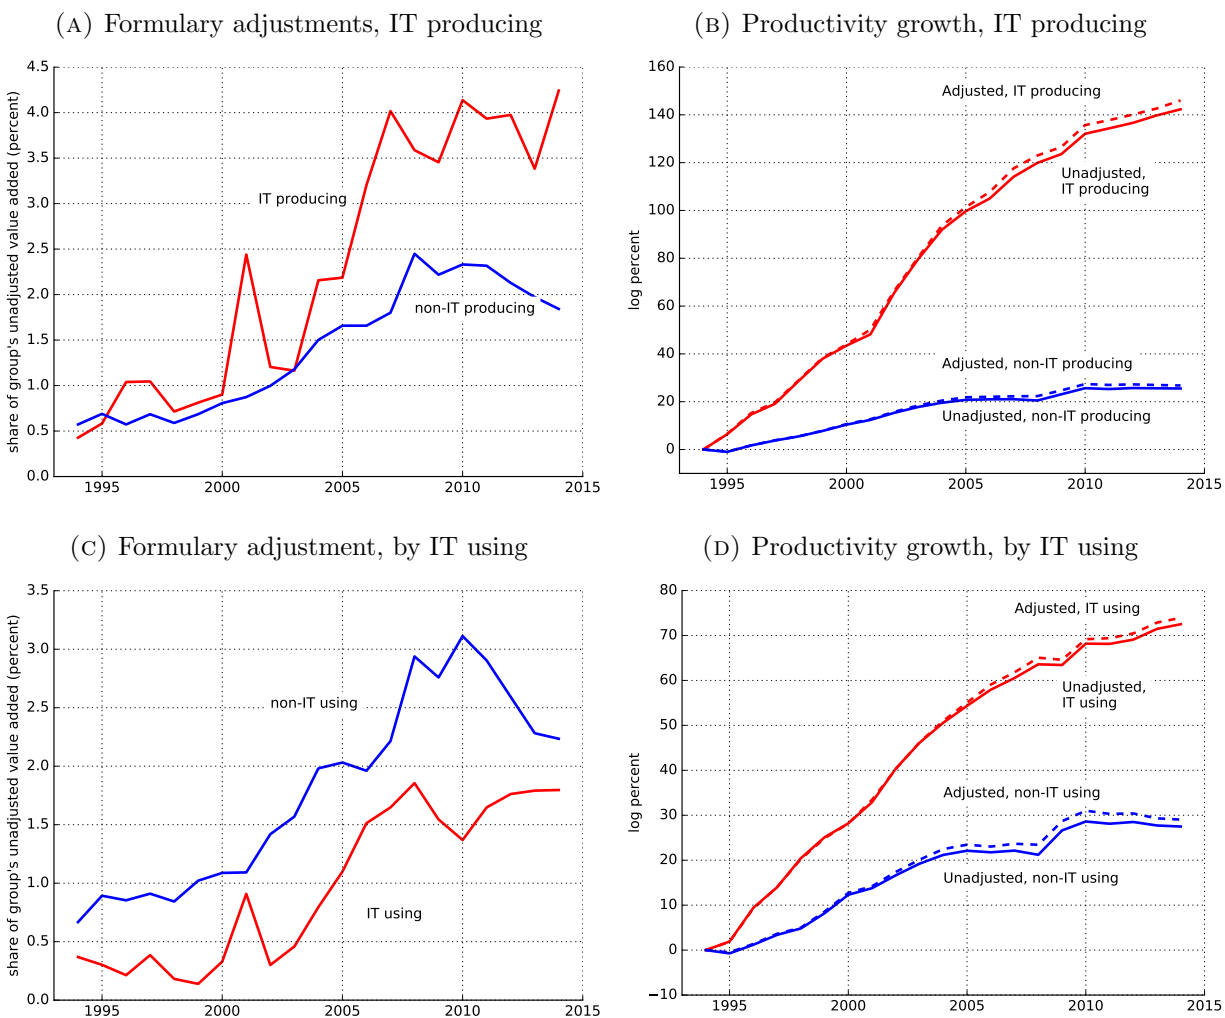 (A) Formulary adjustments, IT producing
4.5
4.0
3.5
3.0
2.5
2.0
1.5
1.0
0.5
0.0
share of group's unadjusted value added (percent)
IT producing
non-IT producing
1995
2000
2005
2010
2015
(B) Productivity growth, IT producing
160
140
120
100
80
60
40
20
0
log percent
Adjusted, IT producing
Unadjusted,
IT producing
Adjusted, non-IT producing
Unadjusted, non-IT producing
1995
2000
2005
2010
2015
(C) Formulary adjustment, by IT using
3.5
3.0
2.5
2.0
1.5
1.0
0.5
0.0
share of group's unadjusted value added (percent)
non-IT using
IT using
1995
2000
2005
2010
2015
(D) Productivity growth, by IT using
80
70
60
50
40
30
20
10
0
−10
log percent
Adjusted, IT using
Unadjusted,
IT using
Adjusted, non-IT using
Unadjusted, non-IT using
1995
2000
2005
2010
2015